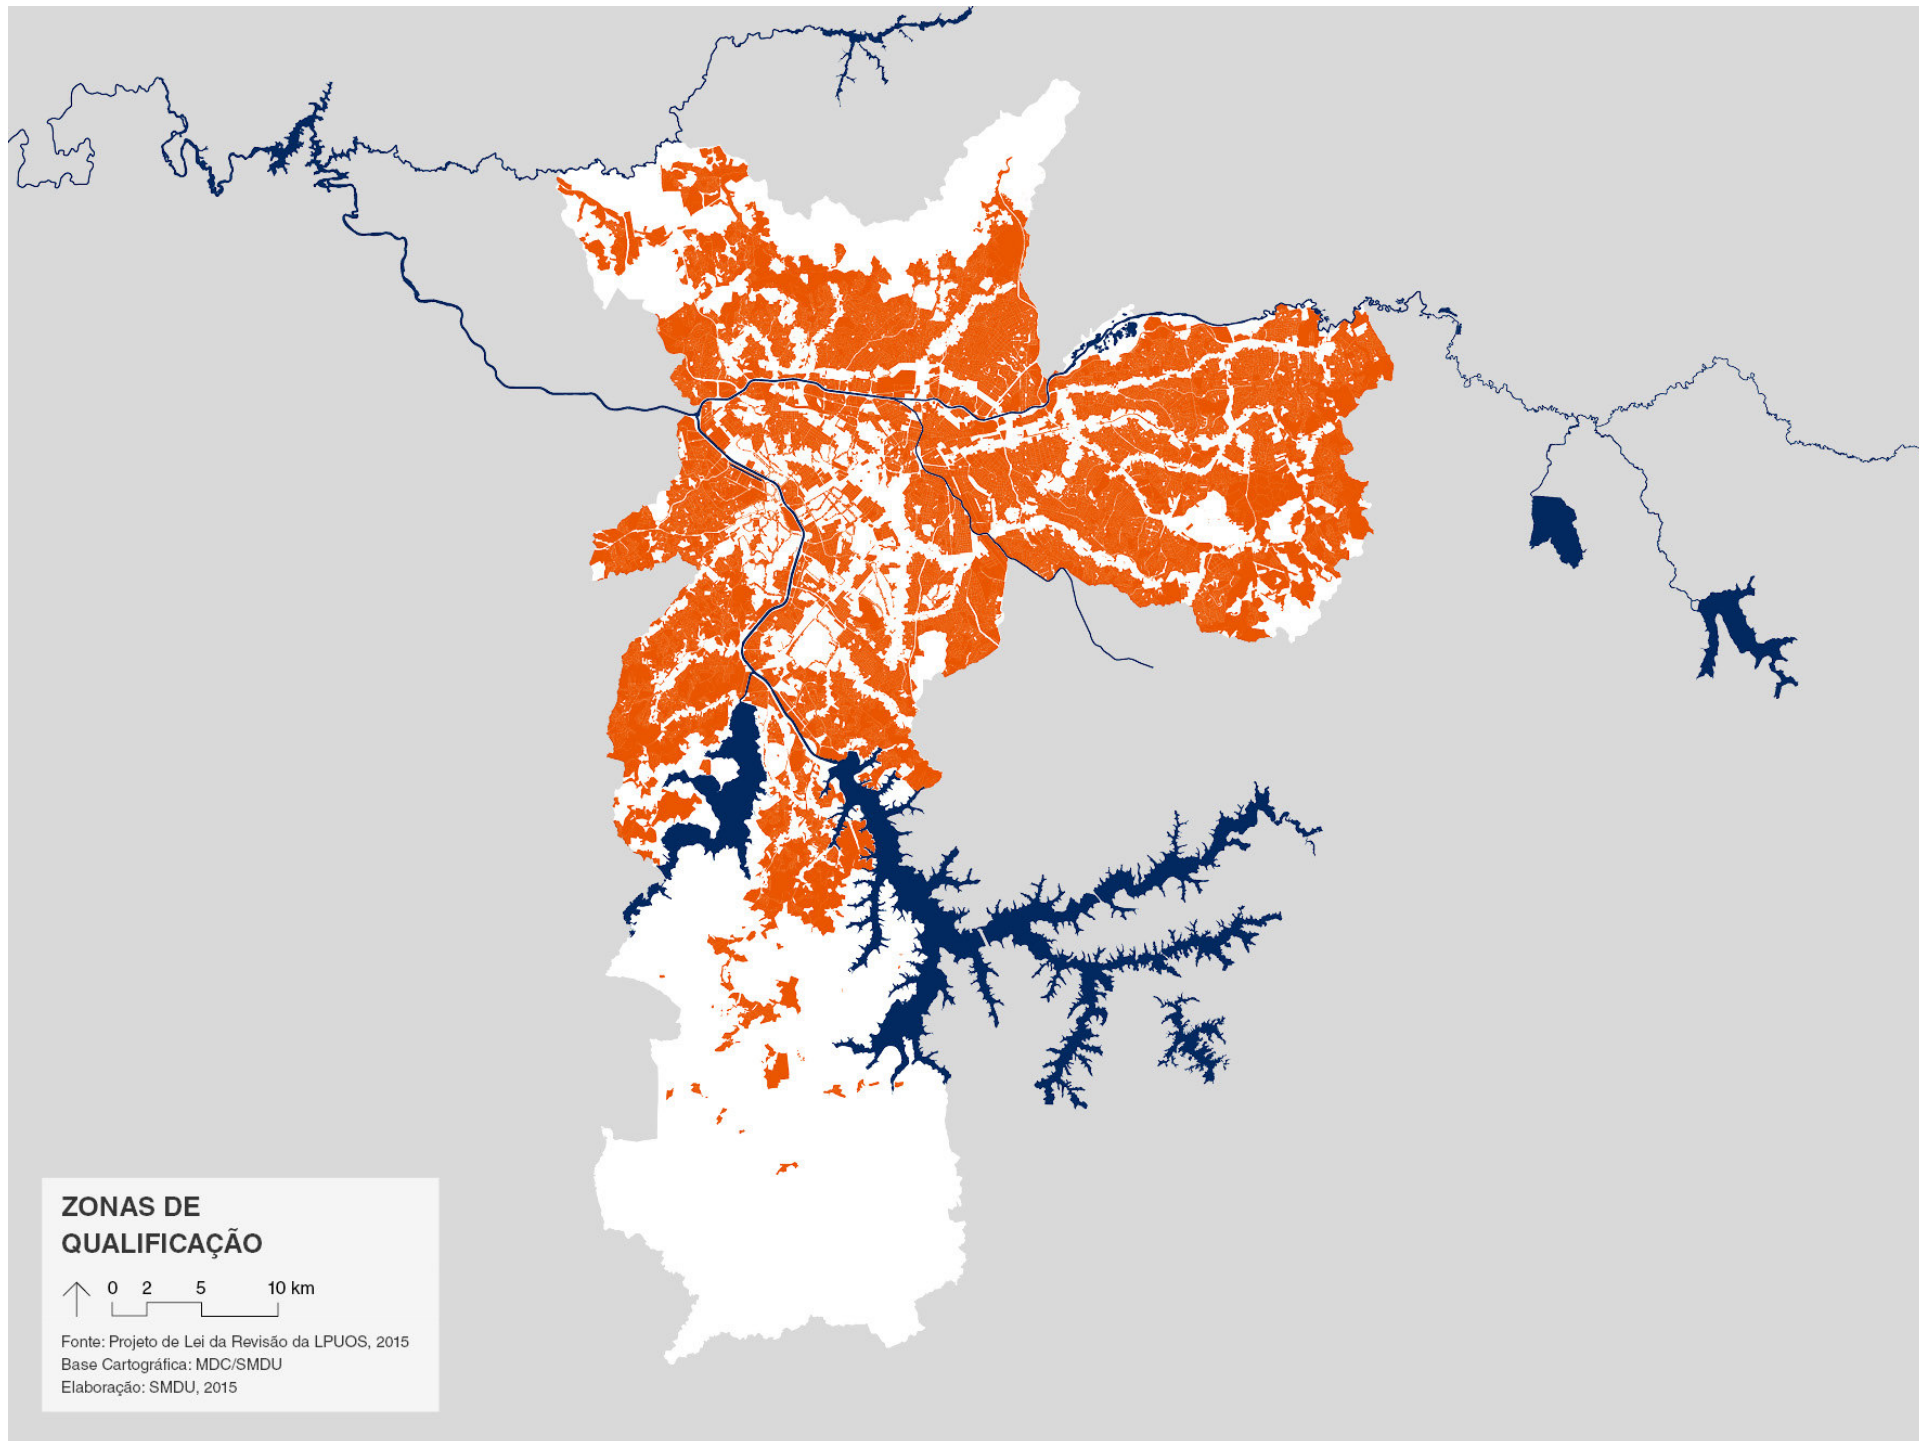 ZONAS DE
QUALIFICAÇÃO
0 2 5 10 km
Fonte: Projeto de Lei da Revisão da LPUOS, 2015
Base Cartográfica: MDC/SMDU
Elaboração: SMDU, 2015